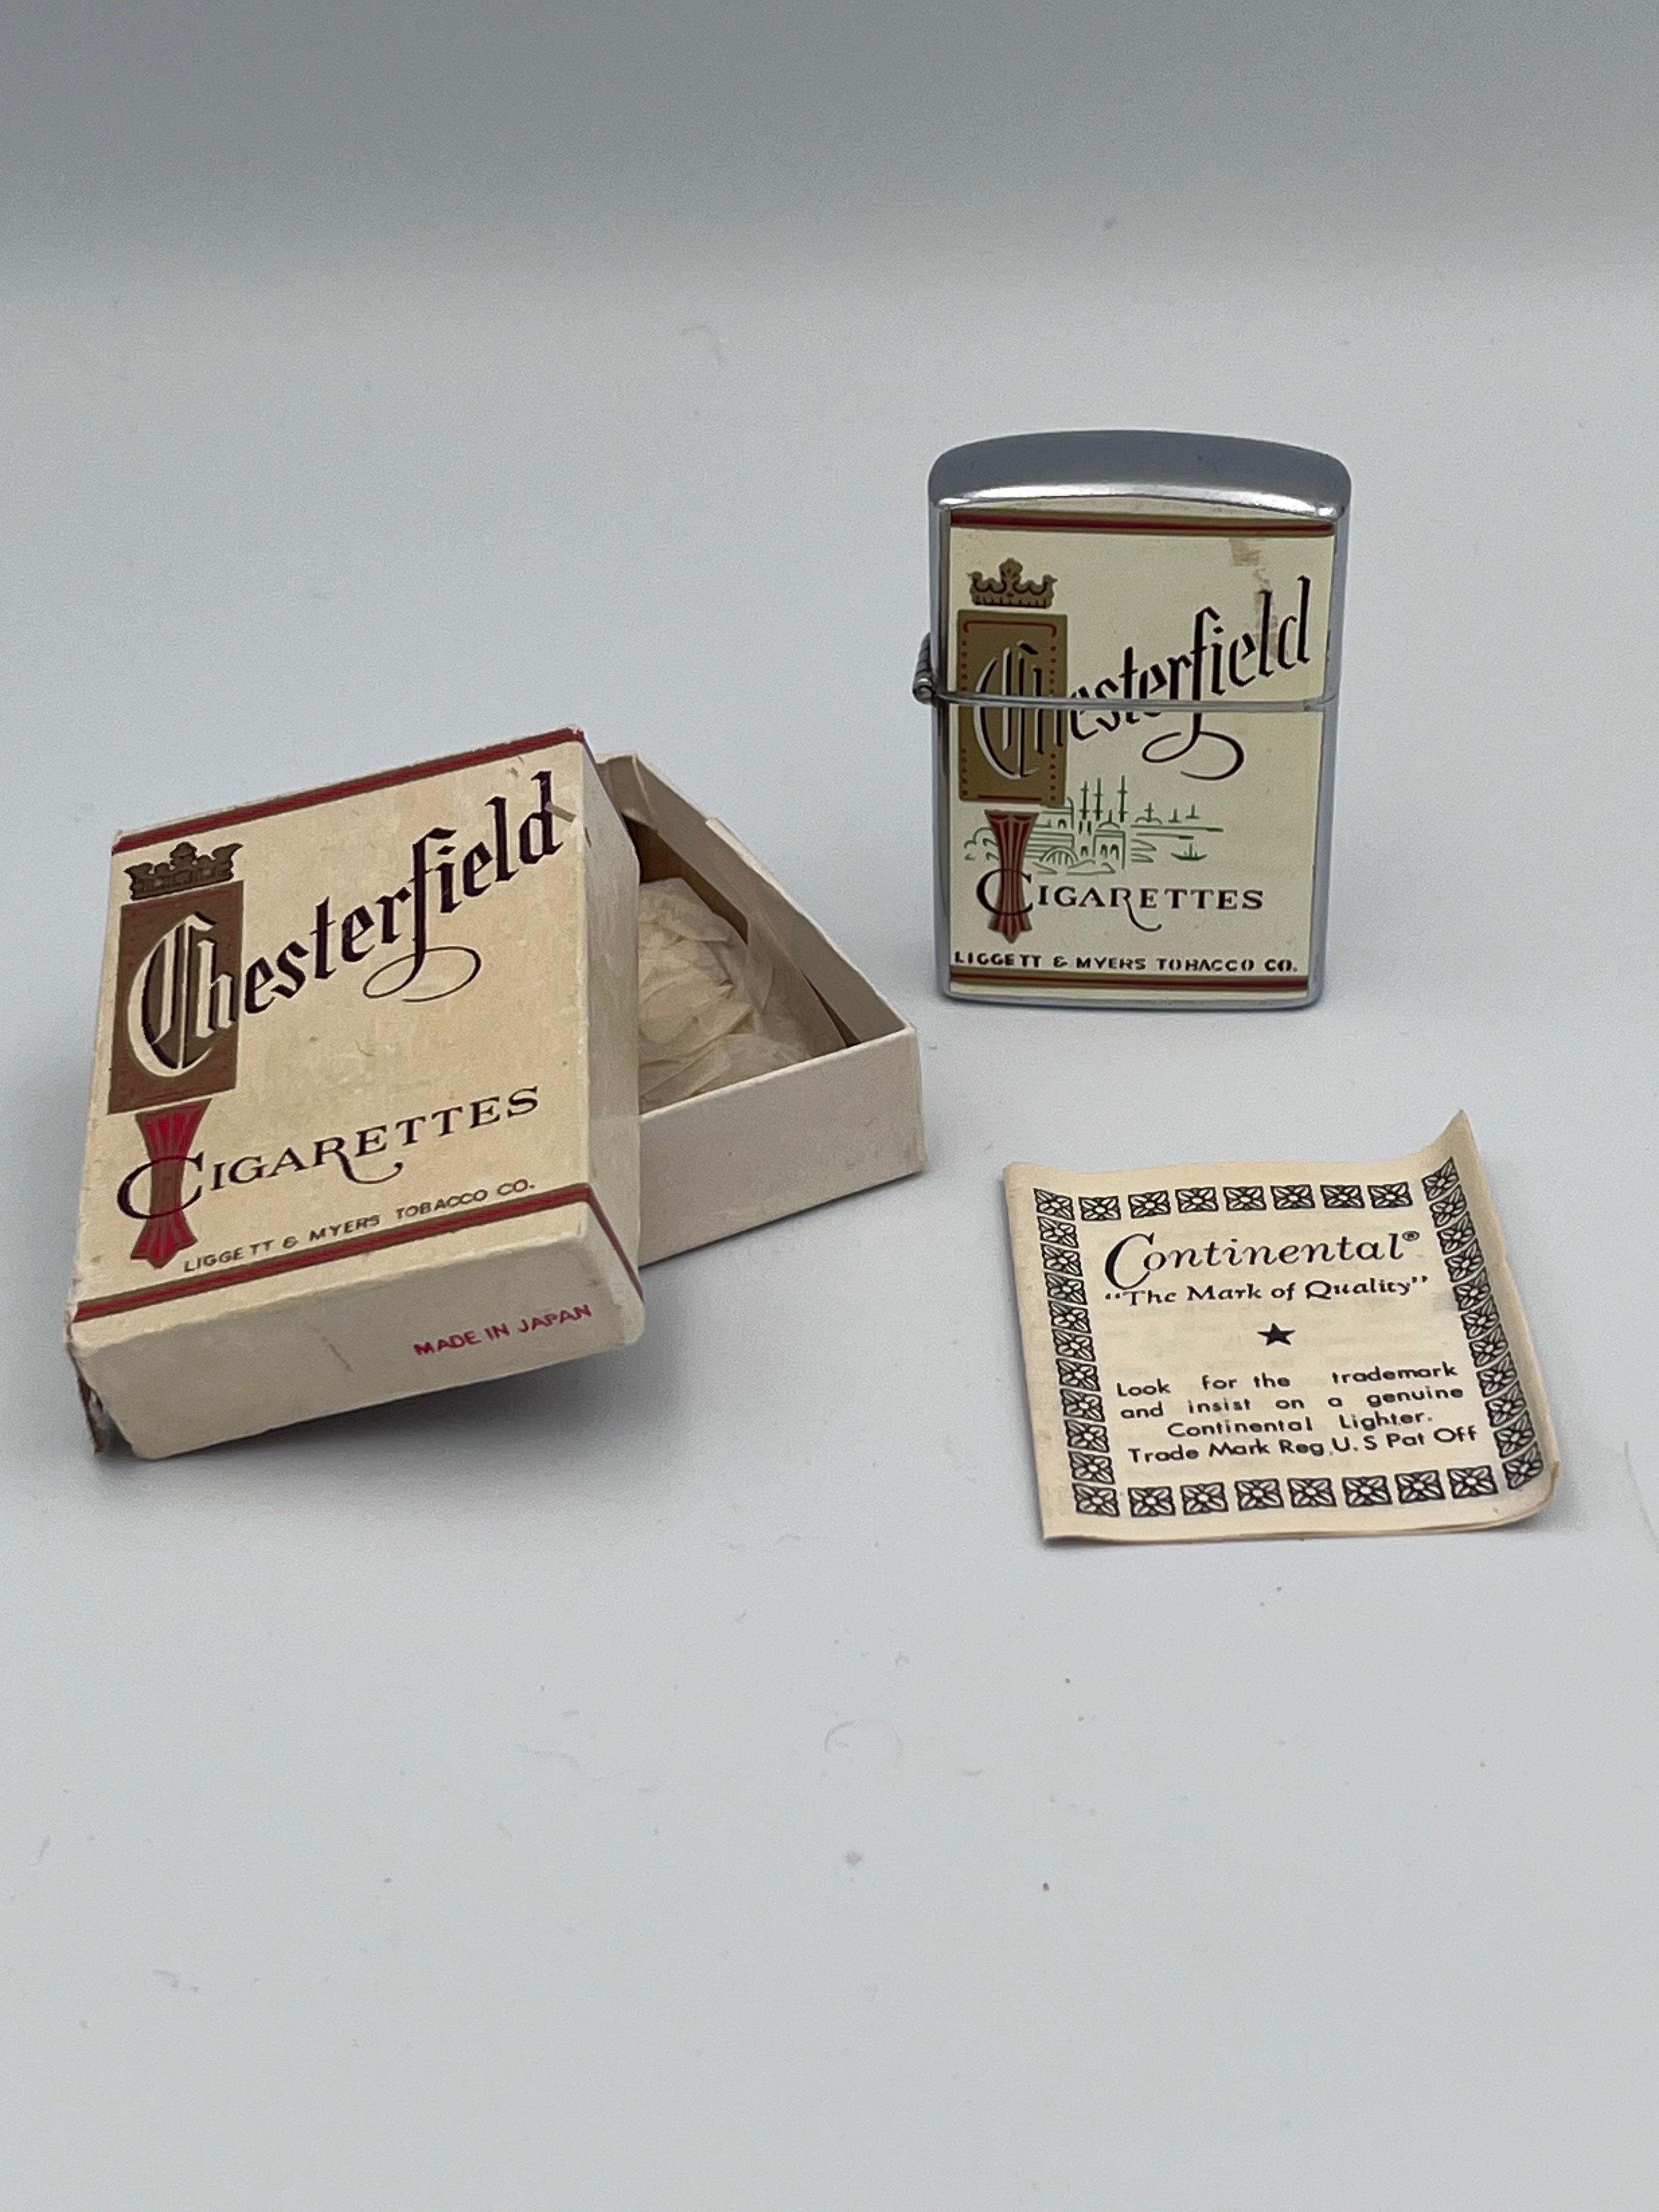 Chesterfield
CIGARETTES
LIGGETT & MYERS TOBACCO CO.
MADE IN JAPAN
Chesterfield
CIGARETTES
LIGGETT & MYERS TOBACCO CO.
Continental®
"The Mark of Quality"
Look for the trademark
and insist on a genuine
Continental Lighter.
Trade Mark Reg.U.S Pat Off